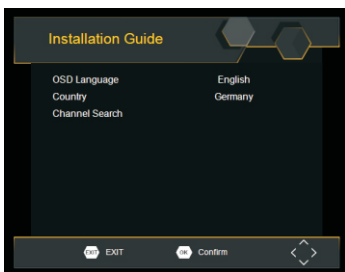 Installation Guide
OSD Language English
Country Germany
Channel Search
EXIT EXIT OK Confirm